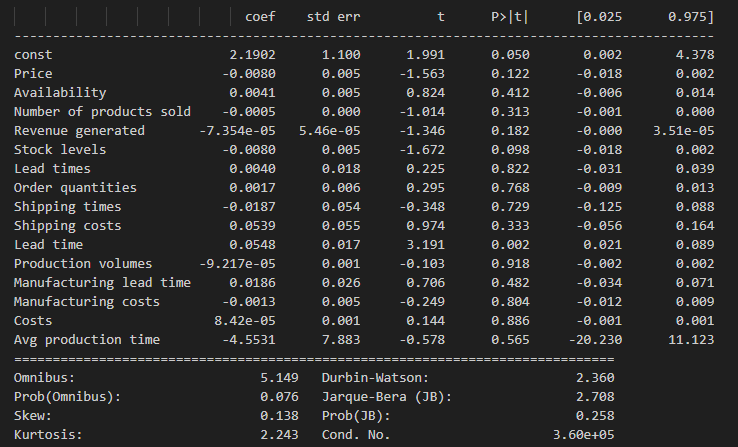 coef std err t P>|t| [0.025 0.975]
------------------------------------------------------------------------------------------
const 2.1902 1.100 1.991 0.050 0.002 4.378
Price -0.0080 0.005 -1.563 0.122 -0.018 0.002
Availability 0.0041 0.005 0.824 0.412 -0.006 0.014
Number of products sold -0.0005 0.000 -1.014 0.313 -0.001 0.000
Revenue generated -7.354e-05 5.46e-05 -1.346 0.182 -0.000 3.51e-05
Stock levels -0.0080 0.005 -1.672 0.098 -0.018 0.002
Lead times 0.0040 0.018 0.225 0.822 -0.031 0.039
Order quantities 0.0017 0.006 0.295 0.768 -0.009 0.013
Shipping times -0.0187 0.054 -0.348 0.729 -0.125 0.088
Shipping costs 0.0539 0.055 0.974 0.333 -0.056 0.164
Lead time 0.0548 0.017 3.191 0.002 0.021 0.089
Production volumes -9.217e-05 0.001 -0.103 0.918 -0.002 0.002
Manufacturing lead time 0.0186 0.026 0.706 0.482 -0.034 0.071
Manufacturing costs -0.0013 0.005 -0.249 0.804 -0.012 0.009
Costs 8.42e-05 0.001 0.144 0.886 -0.001 0.001
Avg production time -4.5531 7.883 -0.578 0.565 -20.230 11.123
==============================================================================
Omnibus: 5.149 Durbin-Watson: 2.360
Prob(Omnibus): 0.076 Jarque-Bera (JB): 2.708
Skew: 0.138 Prob(JB): 0.258
Kurtosis: 2.243 Cond. No. 3.60e+05